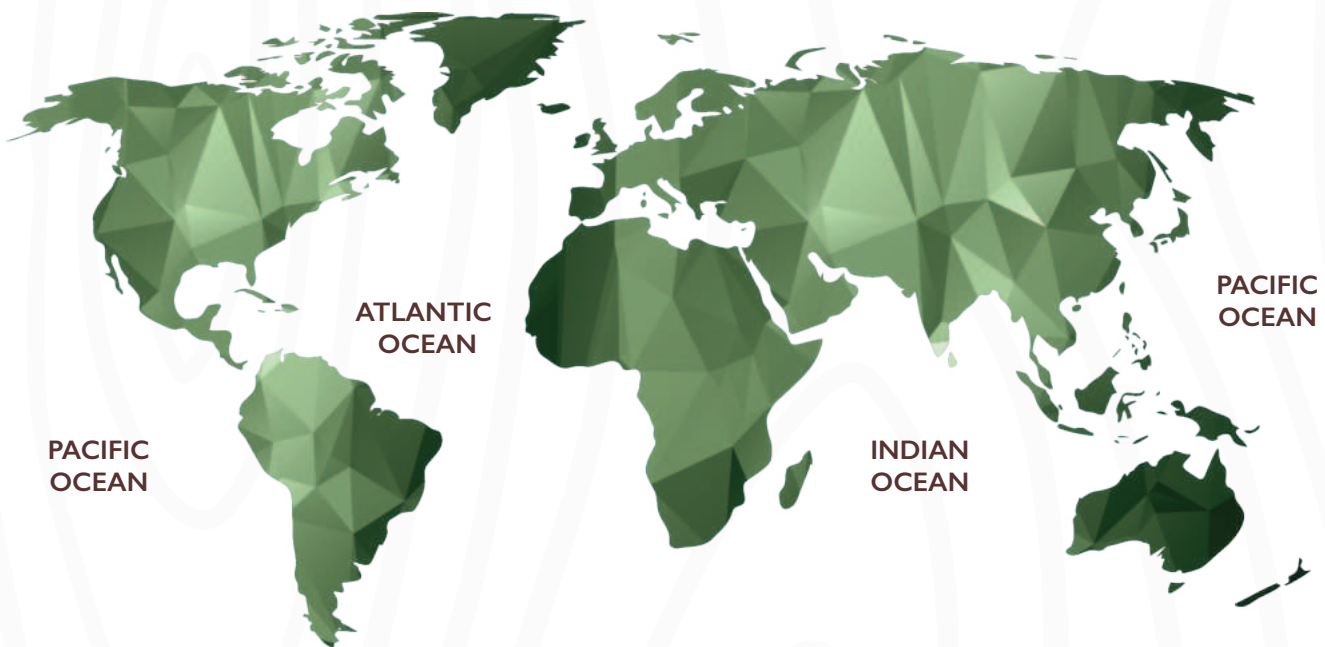 ATLANTIC
OCEAN
PACIFIC
OCEAN
PACIFIC
OCEAN
INDIAN
OCEAN